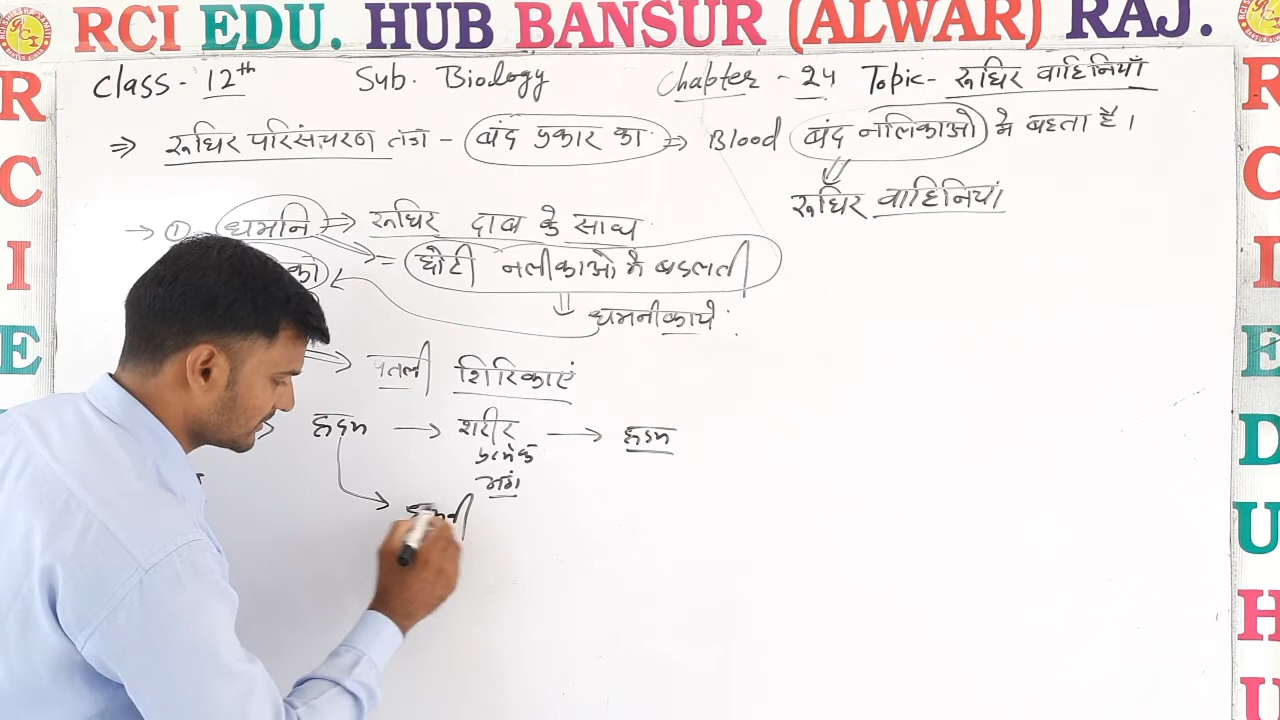 RCI EDU. HUB BANSUR (ALWAR) RAJ.
Class - 12th Sub. Biology Chapter - 24 Topic - रूधिर वाहिनियाँ
⇒ रूधिर परिसंचरण तंत्र - बंद प्रकार का ⇒ Blood बंद नलिकाओ मे बहता है।
रूधिर वाहिनियां
→ ① धमनि → रूधिर दाब के साथ
= छोटी नलीकाओ मे बदलती
धमनीकाये
पतली शिरिकाएं
हृदय → शरीर → हृदय
प्रत्येक
अंग
R
C
I
E
R
C
I
E
D
U
H
U